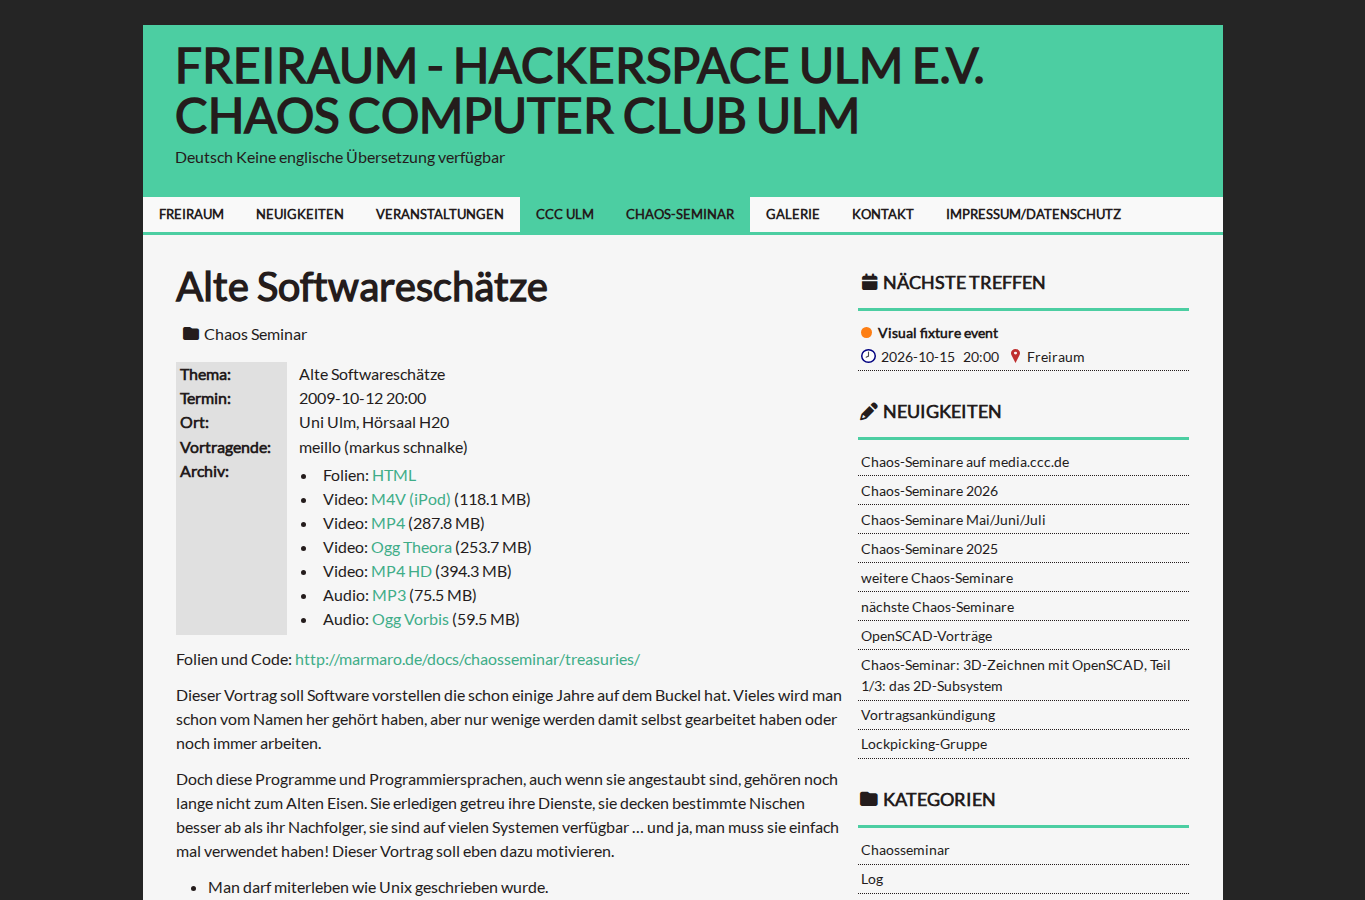 FREIRAUM - HACKERSPACE ULM E.V.
CHAOS COMPUTER CLUB ULM
Deutsch Keine englische Übersetzung verfügbar
FREIRAUM NEUIGKEITEN VERANSTALTUNGEN CCC ULM CHAOS-SEMINAR GALERIE KONTAKT IMPRESSUM/DATENSCHUTZ
Alte Softwareschätze
Chaos Seminar
Thema: Alte Softwareschätze
Termin: 2009-10-12 20:00
Ort: Uni Ulm, Hörsaal H20
Vortragende: meillo (markus schnalke)
Archiv:
• Folien: HTML
• Video: M4V (iPod) (118.1 MB)
• Video: MP4 (287.8 MB)
• Video: Ogg Theora (253.7 MB)
• Video: MP4 HD (394.3 MB)
• Audio: MP3 (75.5 MB)
• Audio: Ogg Vorbis (59.5 MB)
Folien und Code: http://marmaro.de/docs/chaosseminar/treasuries/
Dieser Vortrag soll Software vorstellen die schon einige Jahre auf dem Buckel hat. Vieles wird man
schon vom Namen her gehört haben, aber nur wenige werden damit selbst gearbeitet haben oder
noch immer arbeiten.
Doch diese Programme und Programmiersprachen, auch wenn sie angestaubt sind, gehören noch
lange nicht zum Alten Eisen. Sie erledigen getreu ihre Dienste, sie decken bestimmte Nischen
besser ab als ihr Nachfolger, sie sind auf vielen Systemen verfügbar ... und ja, man muss sie einfach
mal verwendet haben! Dieser Vortrag soll eben dazu motivieren.
• Man darf miterleben wie Unix geschrieben wurde.
NÄCHSTE TREFFEN
Visual fixture event
2026-10-15 20:00 Freiraum
NEUIGKEITEN
Chaos-Seminare auf media.ccc.de
Chaos-Seminare 2026
Chaos-Seminare Mai/Juni/Juli
Chaos-Seminare 2025
weitere Chaos-Seminare
nächste Chaos-Seminare
OpenSCAD-Vorträge
Chaos-Seminar: 3D-Zeichnen mit OpenSCAD, Teil
1/3: das 2D-Subsystem
Vortragsankündigung
Lockpicking-Gruppe
KATEGORIEN
Chaosseminar
Log